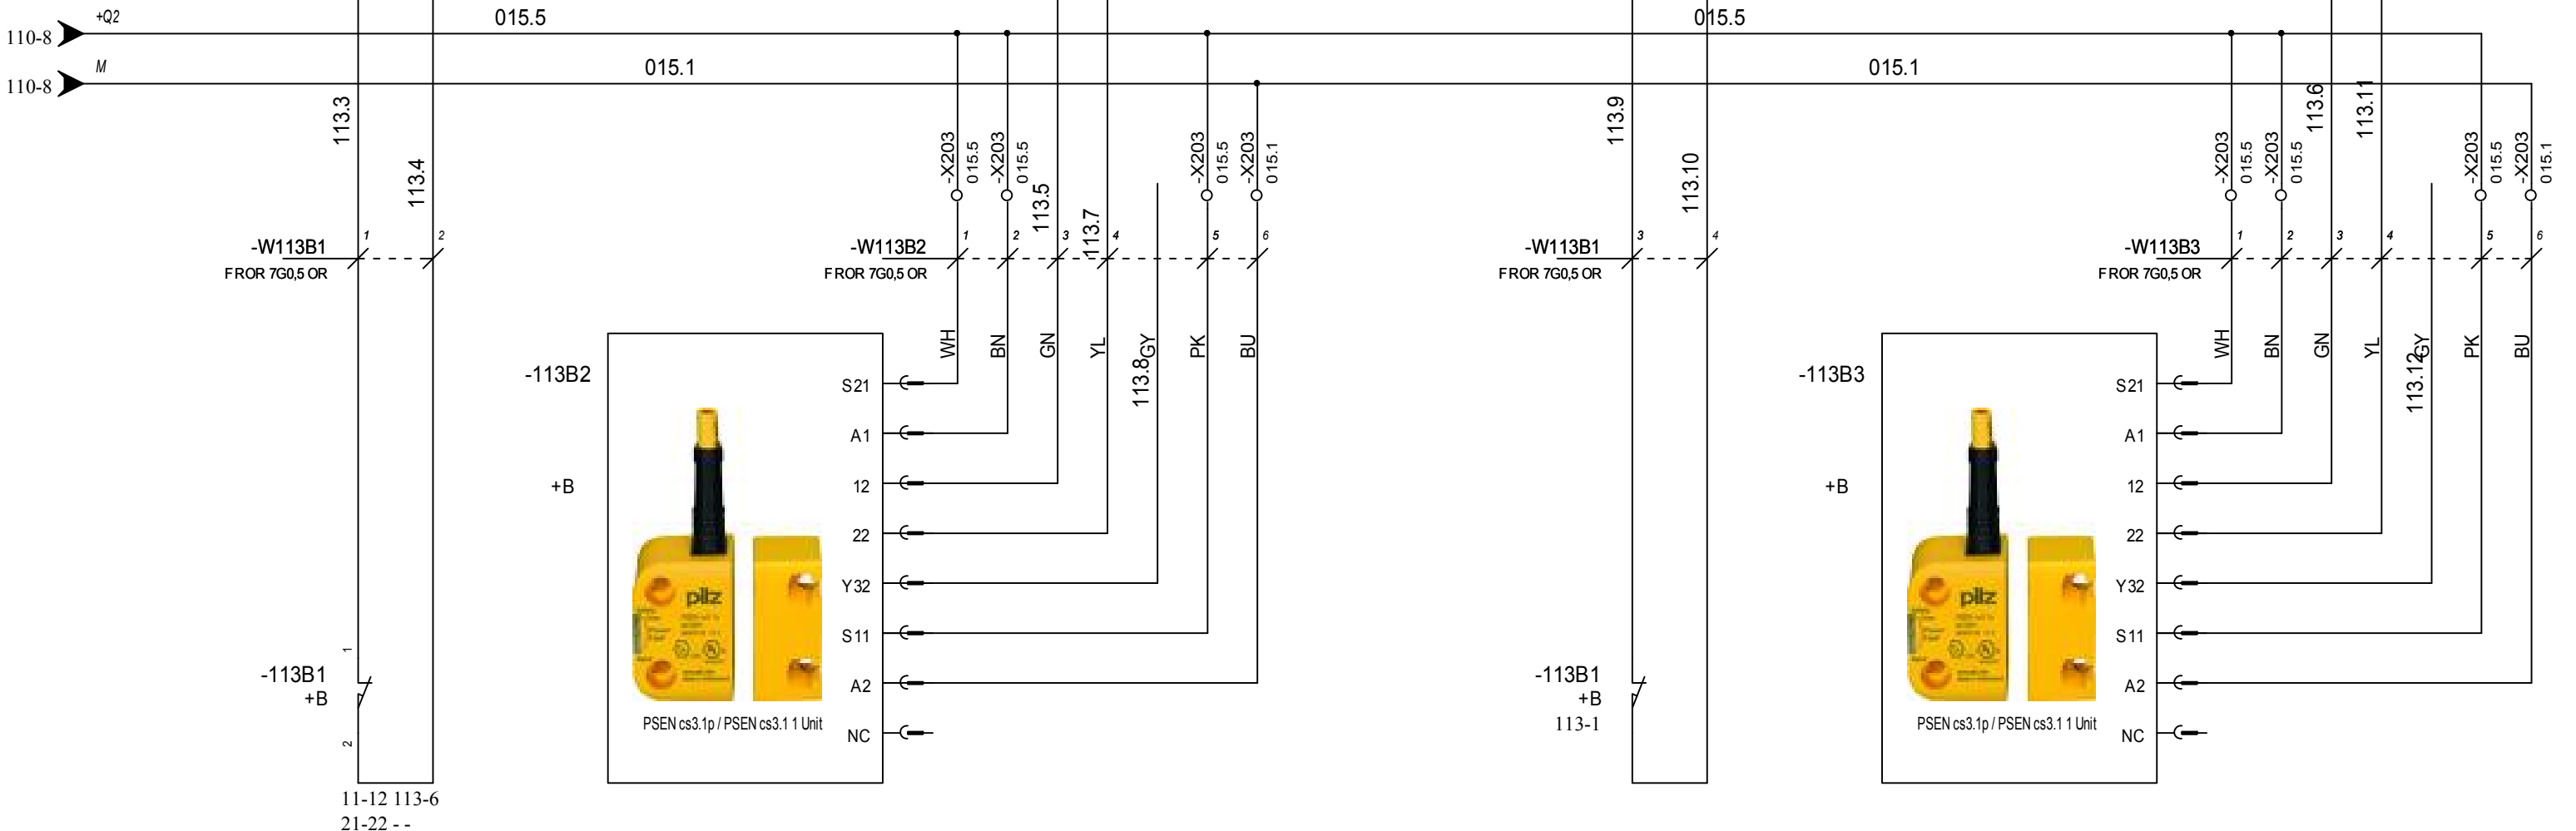 +Q2
015.5
015.5
110-8
M
015.1
015.1
110-8
113.3
113.4
-X203
015.5
-X203
015.5
113.5
113.7
-X203
015.5
-X203
015.1
113.9
113.10
-X203
015.5
-X203
015.5
113.6
113.11
-X203
015.5
-X203
015.1
-W113B1
1
2
FROR 7G0,5 OR
-W113B2
1
2
3
4
5
6
FROR 7G0,5 OR
-W113B1
3
4
FROR 7G0,5 OR
-W113B3
1
2
3
4
5
6
FROR 7G0,5 OR
WH
BN
GN
YL
GY
PK
BU
113.8
WH
BN
GN
YL
GY
PK
BU
113.12
-113B2
+B
S21
A1
12
22
Y32
S11
A2
NC
pilz
PSEN cs3.1p / PSEN cs3.1 1 Unit
-113B3
+B
S21
A1
12
22
Y32
S11
A2
NC
pilz
PSEN cs3.1p / PSEN cs3.1 1 Unit
1
-113B1
+B
2
11-12 113-6
21-22 - -
-113B1
+B
113-1